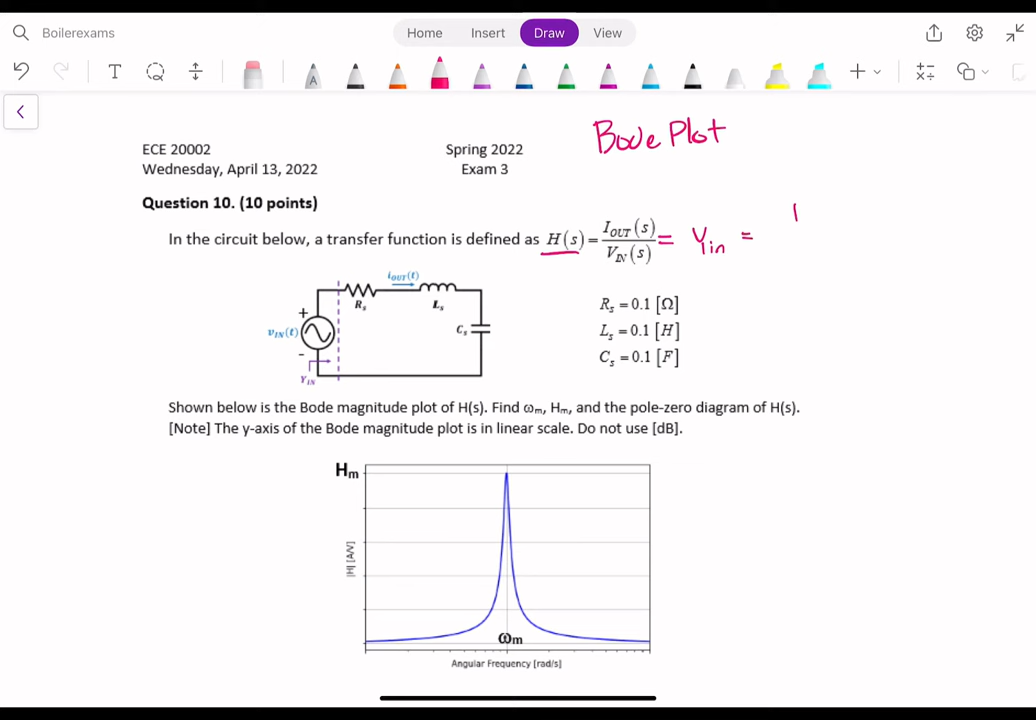 Boilerexams
Home Insert Draw View
T
A
Bode Plot
ECE 20002 Spring 2022
Wednesday, April 13, 2022 Exam 3
Question 10. (10 points)
In the circuit below, a transfer function is defined as H(s) = I_OUT(s) / V_IN(s) = Y_in = 1
i_OUT(t)
R_s L_s
+
v_IN(t)
-
C_s
Y_IN
R_s = 0.1 [Ω]
L_s = 0.1 [H]
C_s = 0.1 [F]
Shown below is the Bode magnitude plot of H(s). Find ω_m, H_m, and the pole-zero diagram of H(s).
[Note] The y-axis of the Bode magnitude plot is in linear scale. Do not use [dB].
H_m
|H| [A/V]
ω_m
Angular Frequency [rad/s]